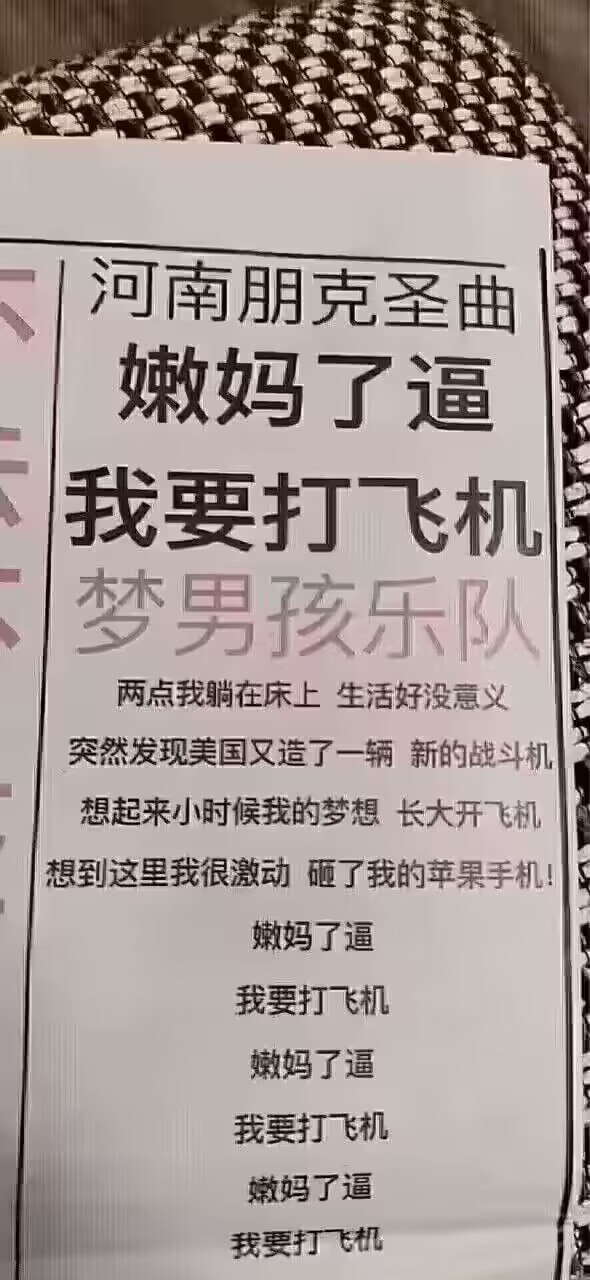 河南朋克圣曲
嫩妈了逼
我要打飞机
梦男孩乐队
两点我躺在床上 生活好没意义
突然发现美国又造了一辆 新的战斗机
想起来小时候我的梦想 长大开飞机
想到这里我很激动 砸了我的苹果手机!
嫩妈了逼
我要打飞机
嫩妈了逼
我要打飞机
嫩妈了逼
我要打飞机